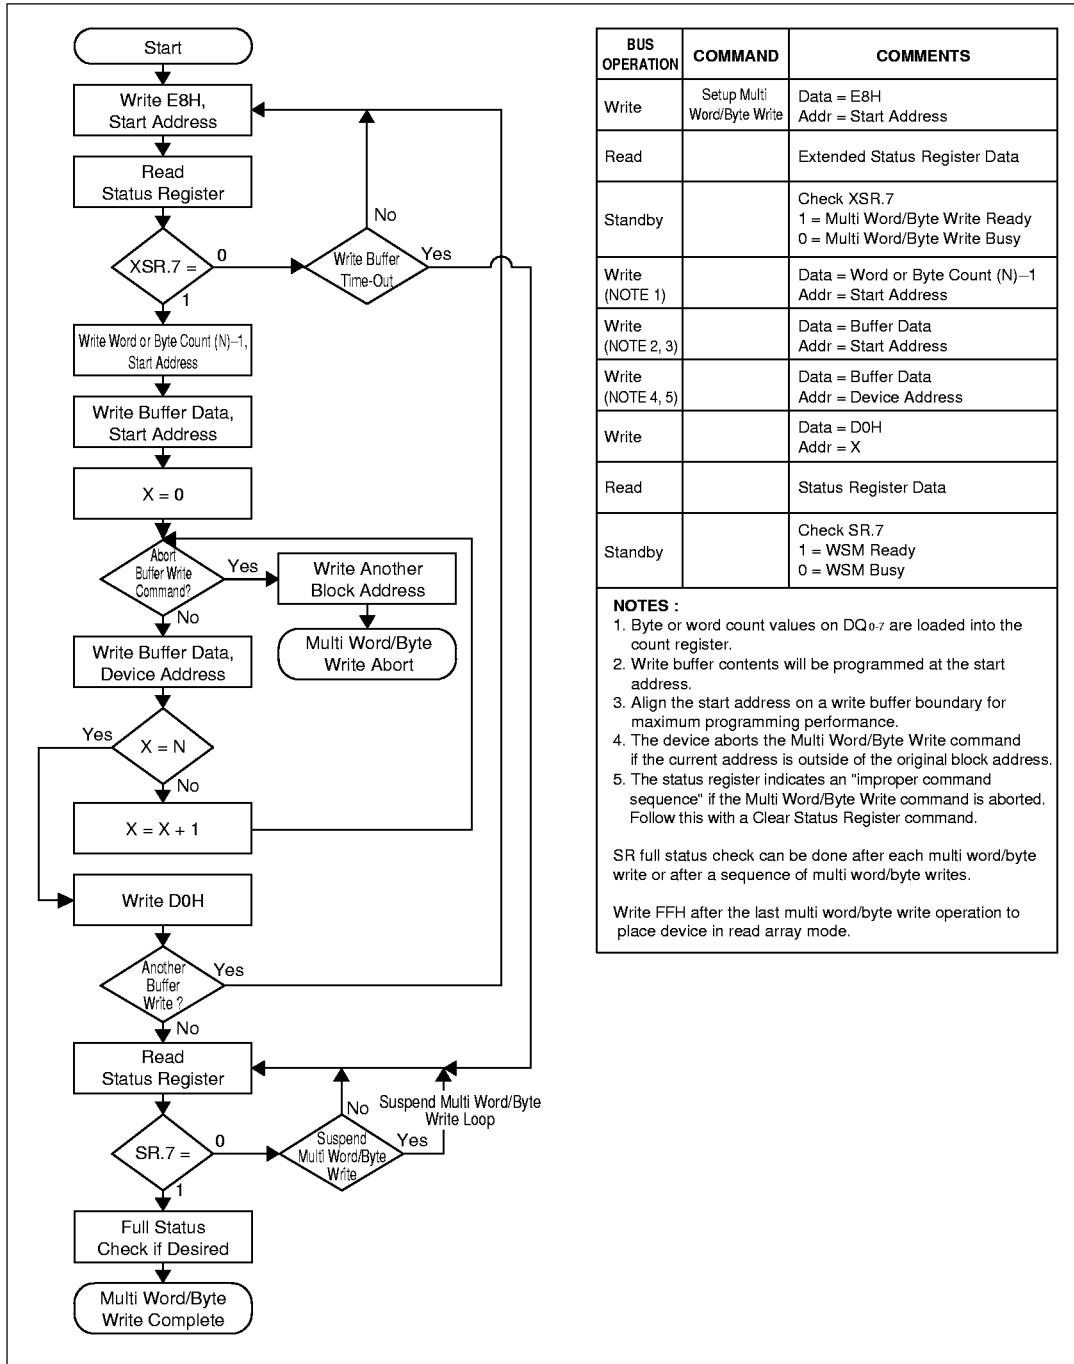 Start
Write E8H,
Start Address
Read
Status Register
No
XSR.7 =
0
Write Buffer
Time-Out
Yes
1
Write Word or Byte Count (N)–1,
Start Address
Write Buffer Data,
Start Address
X = 0
Abort
Buffer Write
Command?
Yes
Write Another
Block Address
No
Multi Word/Byte
Write Abort
Write Buffer Data,
Device Address
Yes
X = N
No
X = X + 1
Write D0H
Another
Buffer
Write ?
Yes
No
Read
Status Register
Suspend Multi Word/Byte
Write Loop
No
SR.7 =
0
Suspend
Multi Word/Byte
Write
Yes
1
Full Status
Check if Desired
Multi Word/Byte
Write Complete
BUS
OPERATION
COMMAND
COMMENTS
Write
Setup Multi
Word/Byte Write
Data = E8H
Addr = Start Address
Read
Extended Status Register Data
Standby
Check XSR.7
1 = Multi Word/Byte Write Ready
0 = Multi Word/Byte Write Busy
Write
(NOTE 1)
Data = Word or Byte Count (N)–1
Addr = Start Address
Write
(NOTE 2, 3)
Data = Buffer Data
Addr = Start Address
Write
(NOTE 4, 5)
Data = Buffer Data
Addr = Device Address
Write
Data = D0H
Addr = X
Read
Status Register Data
Standby
Check SR.7
1 = WSM Ready
0 = WSM Busy
NOTES :
1. Byte or word count values on DQ0-7 are loaded into the
count register.
2. Write buffer contents will be programmed at the start
address.
3. Align the start address on a write buffer boundary for
maximum programming performance.
4. The device aborts the Multi Word/Byte Write command
if the current address is outside of the original block address.
5. The status register indicates an "improper command
sequence" if the Multi Word/Byte Write command is aborted.
Follow this with a Clear Status Register command.
SR full status check can be done after each multi word/byte
write or after a sequence of multi word/byte writes.
Write FFH after the last multi word/byte write operation to
place device in read array mode.